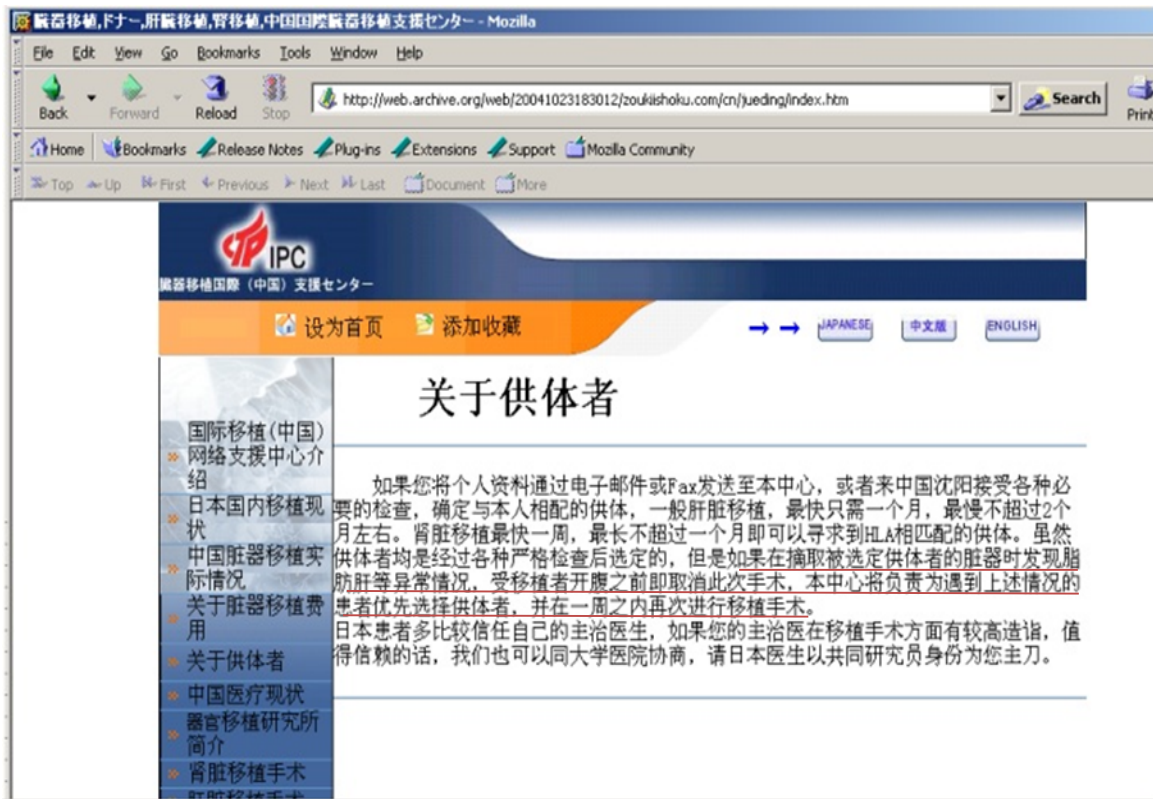 臓器移植,ドナー,肝臓移植,腎移植,中国国際臓器移植支援センター - Mozilla
File Edit View Go Bookmarks Tools Window Help
Back Forward Reload Stop http://web.archive.org/web/20041023183012/zoukiishoku.com/cn/jueding/index.htm Search Print
Home Bookmarks Release Notes Plug-ins Extensions Support Mozilla Community
Top Up First Previous Next Last Document More
IPC
臓器移植国際（中国）支援センター
设为首页 添加收藏 JAPANESE 中文版 ENGLISH
关于供体者
国际移植(中国)
网络支援中心介
绍
日本国内移植现
状
中国脏器移植实
际情况
关于脏器移植费
用
关于供体者
中国医疗现状
器官移植研究所
简介
肾脏移植手术
肝脏移植手术
如果您将个人资料通过电子邮件或Fax发送至本中心，或者来中国沈阳接受各种必
要的检查，确定与本人相配的供体，一般肝脏移植，最快只需一个月，最慢不超过2个
月左右。肾脏移植最快一周，最长不超过一个月即可以寻求到HLA相匹配的供体。虽然
供体者均是经过各种严格检查后选定的，但是如果在摘取被选定供体者的脏器时发现脂
肪肝等异常情况，受移植者开腹之前即取消此次手术，本中心将负责为遇到上述情况的
患者优先选择供体者，并在一周之内再次进行移植手术。
日本患者多比较信任自己的主治医生，如果您的主治医在移植手术方面有较高造诣，值
得信赖的话，我们也可以同大学医院协商，请日本医生以共同研究员身份为您主刀。